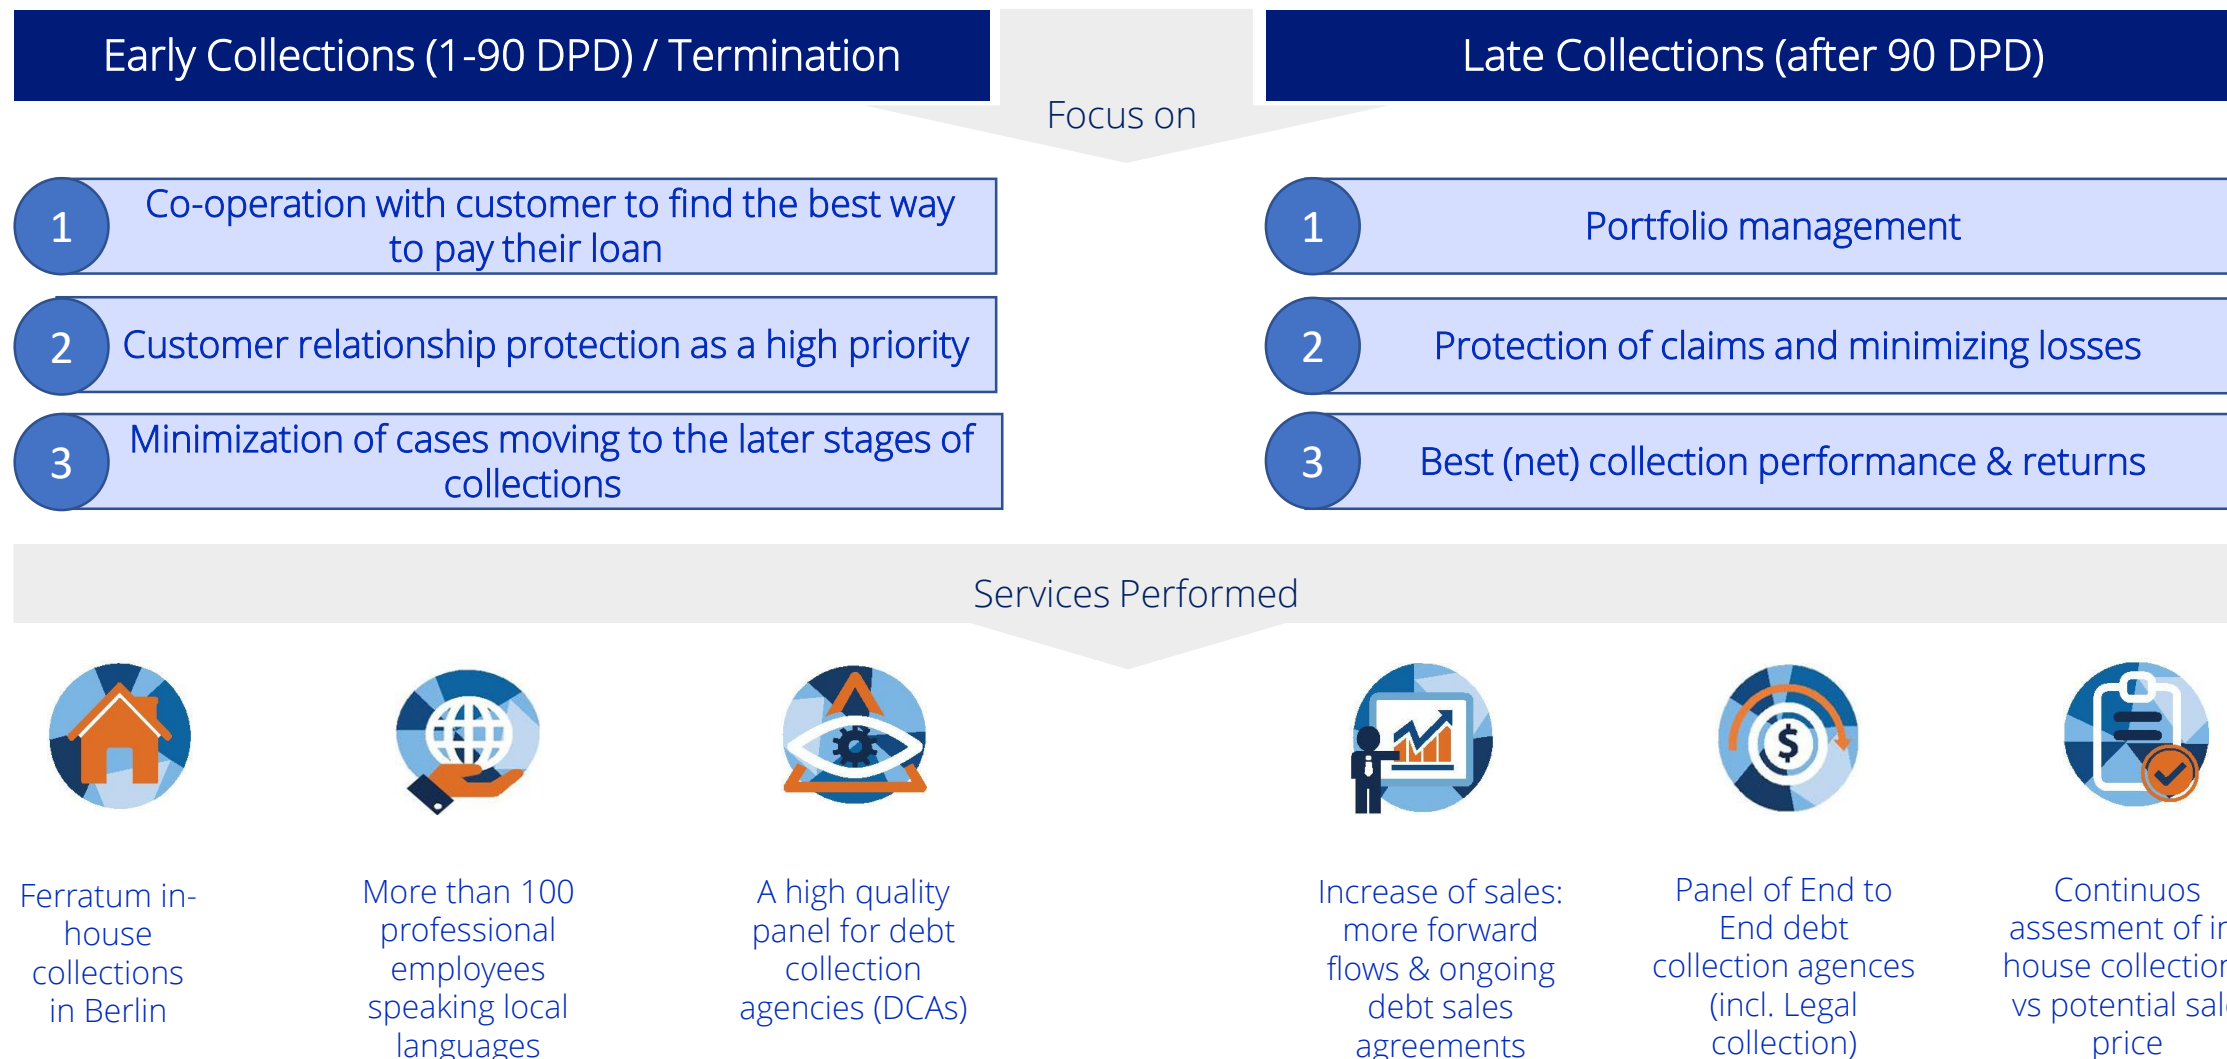 Early Collections (1-90 DPD) / Termination
Late Collections (after 90 DPD)
Focus on
1
Co-operation with customer to find the best way
to pay their loan
2
Customer relationship protection as a high priority
3
Minimization of cases moving to the later stages of
collections
1
Portfolio management
2
Protection of claims and minimizing losses
3
Best (net) collection performance & returns
Services Performed
$
Ferratum in-
house
collections
in Berlin
More than 100
professional
employees
speaking local
languages
A high quality
panel for debt
collection
agencies (DCAs)
Increase of sales:
more forward
flows & ongoing
debt sales
agreements
Panel of End to
End debt
collection agences
(incl. Legal
collection)
Continuos
assesment of
house
vs potential
price